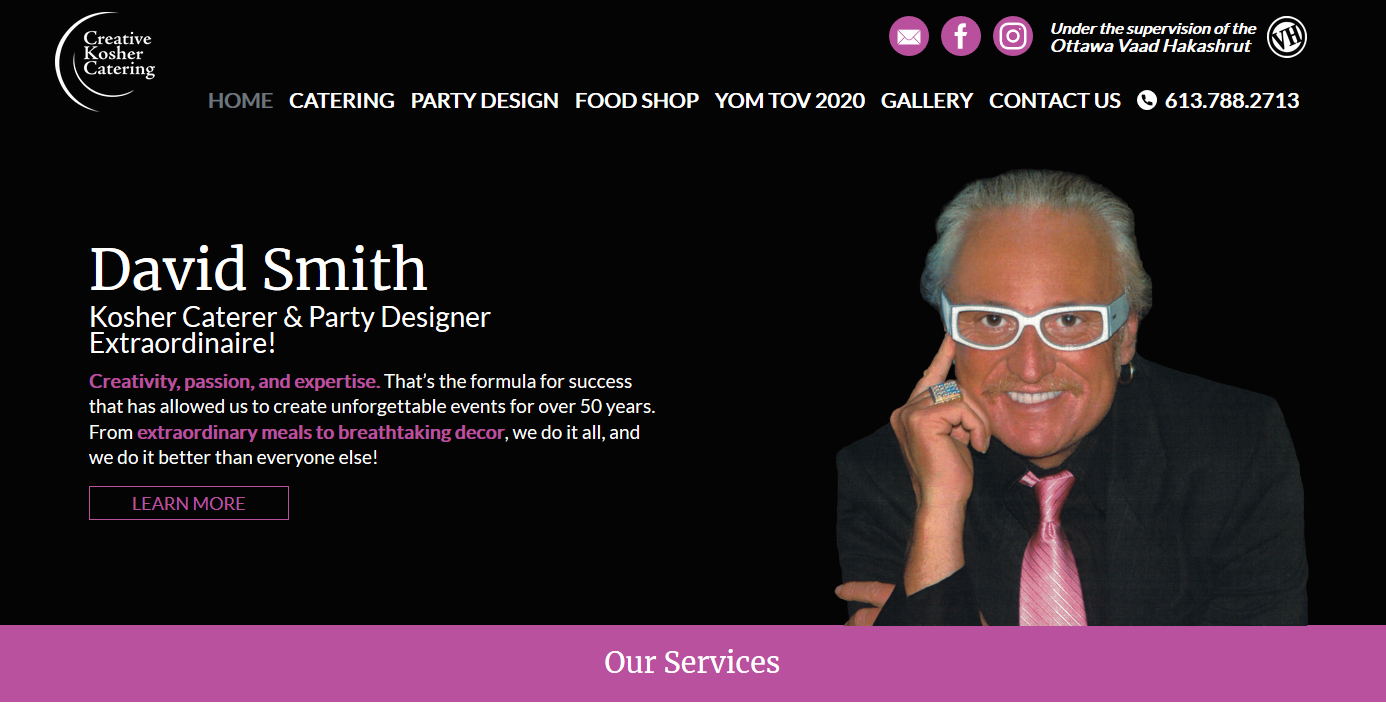 Creative
Kosher
Catering
Under the supervision of the
Ottawa Vaad Hakashrut
VH
HOME CATERING PARTY DESIGN FOOD SHOP YOM TOV 2020 GALLERY CONTACT US 613.788.2713
David Smith
Kosher Caterer & Party Designer
Extraordinaire!
Creativity, passion, and expertise. That’s the formula for success
that has allowed us to create unforgettable events for over 50 years.
From extraordinary meals to breathtaking decor, we do it all, and
we do it better than everyone else!
LEARN MORE
Our Services